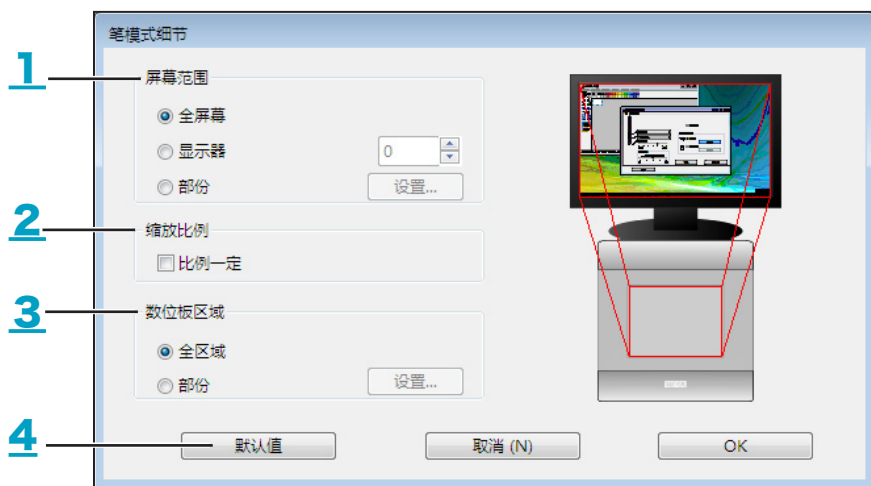 笔模式细节
1
屏幕范围
全屏幕
显示器
0
部份
设置...
2
缩放比例
比例一定
3
数位板区域
全区域
部份
设置...
4
默认值
取消 (N)
OK